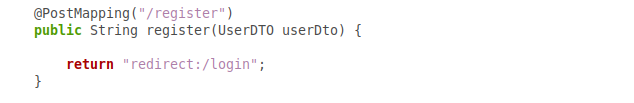 @PostMapping("/register")
public String register(UserDTO userDto) {
return "redirect:/login";
}